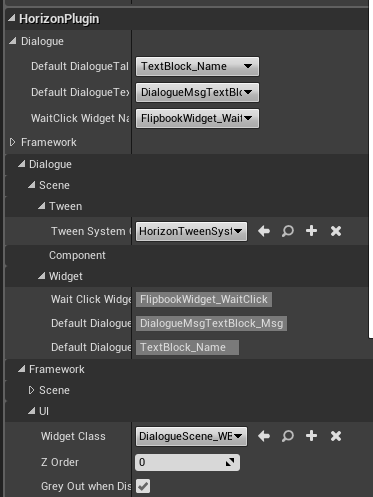 HorizonPlugin
Dialogue
Default DialogueTal TextBlock_Name
Default DialogueTex DialogueMsgTextBlo
WaitClick Widget Na FlipbookWidget_Wait
Framework
Dialogue
Scene
Tween
Tween System C HorizonTweenSyst
Component
Widget
Wait Click Widge FlipbookWidget_WaitClick
Default Dialogue DialogueMsgTextBlock_Msg
Default Dialogue TextBlock_Name
Framework
Scene
UI
Widget Class DialogueScene_WB
Z Order 0
Grey Out when Dis